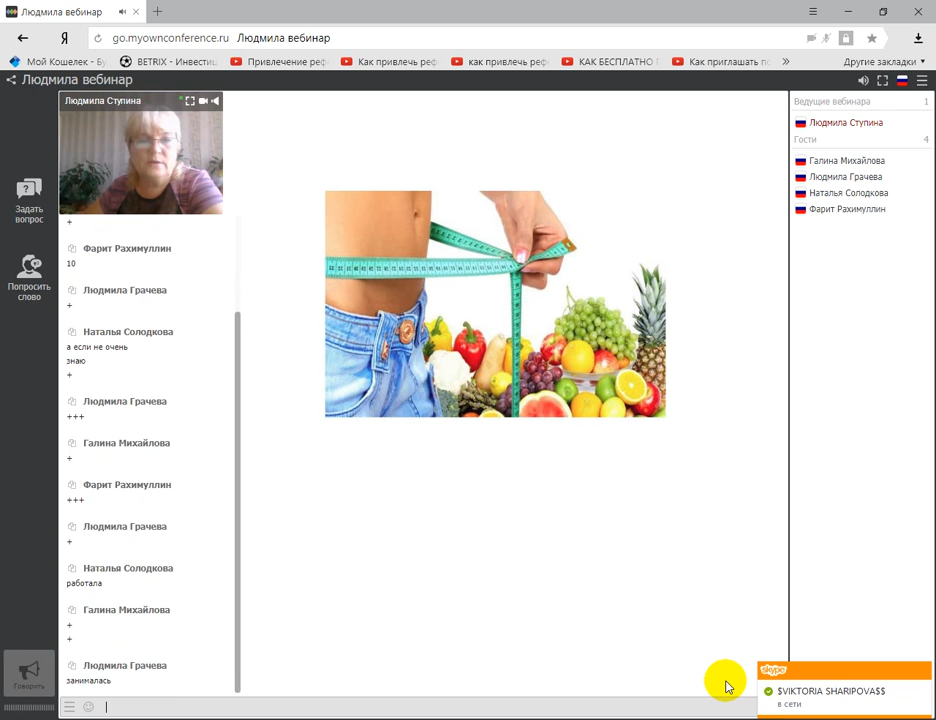 Людмила вебинар
Я
go.myownconference.ru Людмила вебинар
Мой Кошелек - Бу
BETRIX - Инвестиц
Привлечение реф
Как привлечь реф
как привлечь реф
КАК БЕСПЛАТНО
Как приглашать по
Другие закладки
Людмила вебинар
Людмила Ступина
Задать
вопрос
Попросить
слово
Говорить
+
Фарит Рахимуллин
10
Людмила Грачева
+
Наталья Солодкова
а если не очень
знаю
+
Людмила Грачева
+++
Галина Михайлова
+
Фарит Рахимуллин
+++
Людмила Грачева
+
Наталья Солодкова
работала
Галина Михайлова
+
+
Людмила Грачева
занималась
Ведущие вебинара 1
Людмила Ступина
Гости 4
Галина Михайлова
Людмила Грачева
Наталья Солодкова
Фарит Рахимуллин
skype
$VIKTORIA SHARIPOVA$$
в сети